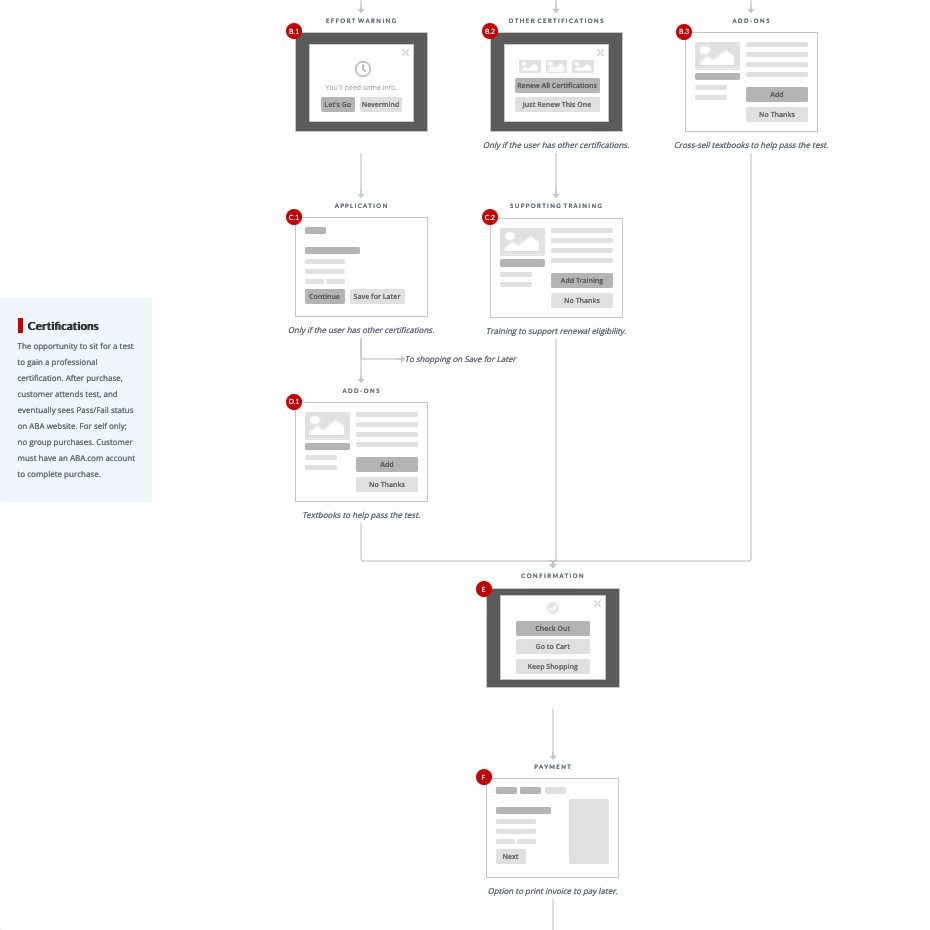 EFFORT WARNING
OTHER CERTIFICATIONS
ADD-ONS
B.1
B.2
B.3
You'll need some info.
Let's Go
Nevermind
Renew All Certifications
Just Renew This One
Add
No Thanks
Only if the user has other certifications.
Cross-sell textbooks to help pass the test.
APPLICATION
SUPPORTING TRAINING
C.1
C.2
Continue
Save for Later
Add Training
No Thanks
Only if the user has other certifications.
Training to support renewal eligibility.
Certifications
The opportunity to sit for a test
to gain a professional
certification. After purchase,
customer attends test, and
eventually sees Pass/Fail status
on ABA website. For self only;
no group purchases. Customer
must have an ABA.com account
to complete purchase.
To shopping on Save for Later
ADD-ONS
D.1
Add
No Thanks
Textbooks to help pass the test.
CONFIRMATION
E
Check Out
Go to Cart
Keep Shopping
PAYMENT
F
Next
Option to print invoice to pay later.